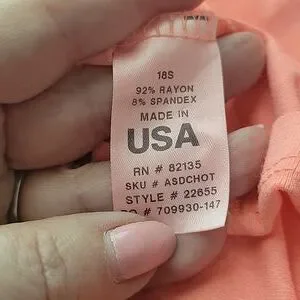 18S
92% RAYON
8% SPANDEX
MADE IN
USA
RN # 82135
SKU # ASDCHOT
STYLE # 22655
# 709930-147